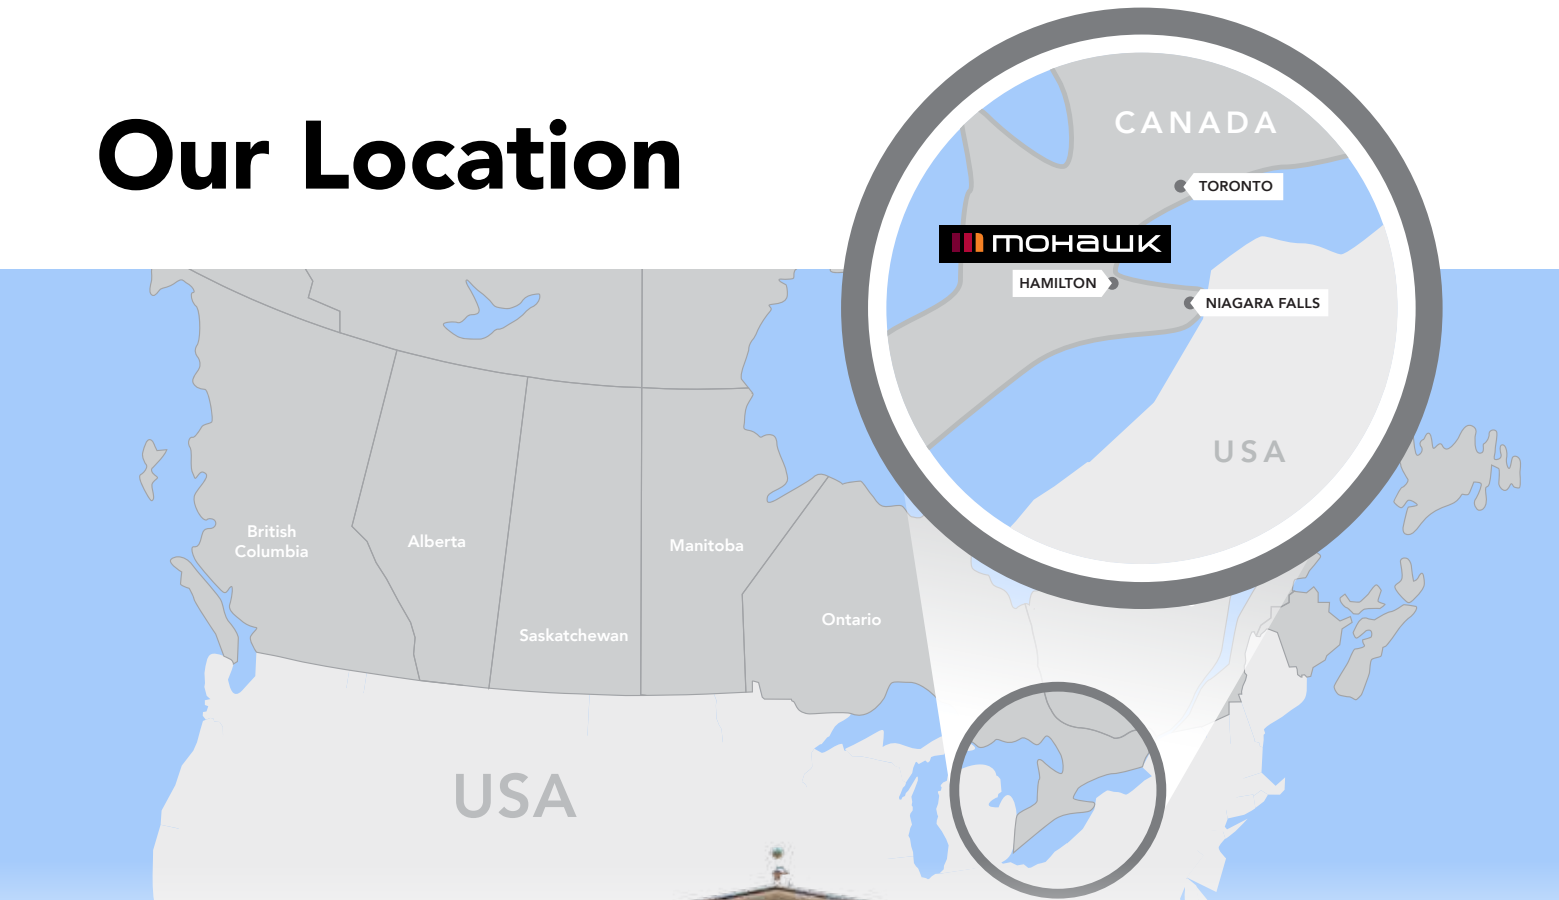 Our Location
CANADA
TORONTO
mohawk
HAMILTON
NIAGARA FALLS
USA
British
Columbia
Alberta
Manitoba
Saskatchewan
Ontario
USA